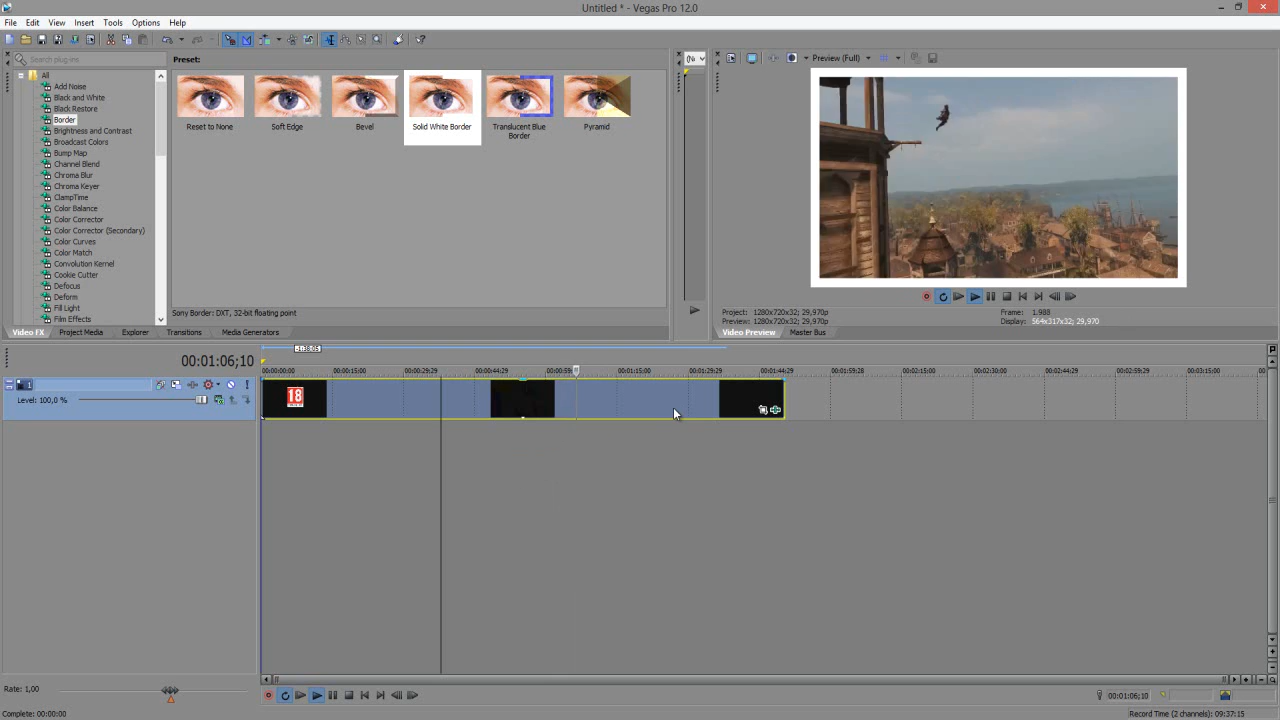 Untitled * - Vegas Pro 12.0
File Edit View Insert Tools Options Help
Search plug-ins
All
Add Noise
Black and White
Black Restore
Border
Brightness and Contrast
Broadcast Colors
Bump Map
Channel Blend
Chroma Blur
Chroma Keyer
ClampTime
Color Balance
Color Corrector
Color Corrector (Secondary)
Color Curves
Color Match
Convolution Kernel
Cookie Cutter
Defocus
Deform
Fill Light
Film Effects
Preset:
Reset to None
Soft Edge
Bevel
Solid White Border
Translucent Blue
Border
Pyramid
Sony Border: DXT, 32-bit floating point
Video FX Project Media Explorer Transitions Media Generators
Preview (Full)
Project: 1280x720x32; 29,970p
Preview: 1280x720x32; 29,970p
Frame: 1.988
Display: 564x317x32; 29,970
Video Preview Master Bus
00:01:06;10
-1:38:05
00:00:00;00 00:00:15;00 00:00:29;29 00:00:44;29 00:00:59; 00:01:15;00 00:01:29;29 00:01:44;29 00:01:59;28 00:02:15;00 00:02:29;29 00:02:44;29 00:02:59;29 00:03:15;00 00:
1
Level: 100,0 %
18
Rate: 1,00
00:01:06;10
Complete: 00:00:00
Record Time (2 channels): 09:37:15